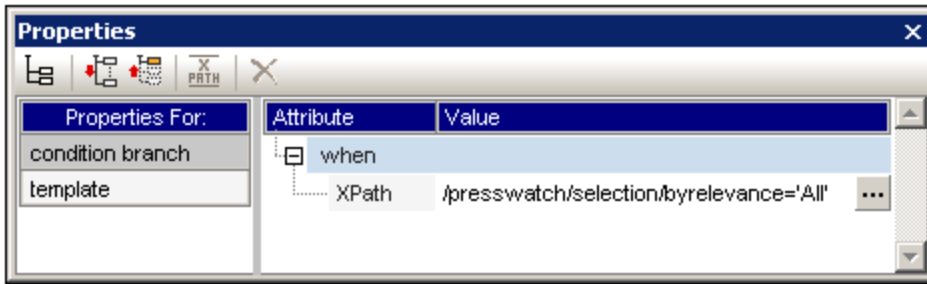 Properties
X
PATH
Properties For:
Attribute Value
condition branch
when
template
XPath /presswatch/selection/byrelevance='All' ...